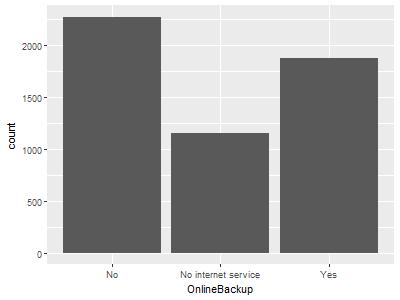 2000
1500
1000
500
0
count
No
No internet service
Yes
OnlineBackup